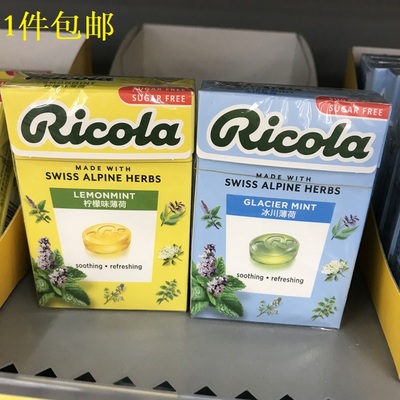 1件包邮
SUGAR FREE
Ricola
MADE WITH
SWISS ALPINE HERBS
LEMONMINT
柠檬味薄荷
soothing • refreshing
SUGAR FREE
Ricola
MADE WITH
SWISS ALPINE HERBS
GLACIER MINT
冰川薄荷
soothing • refreshing